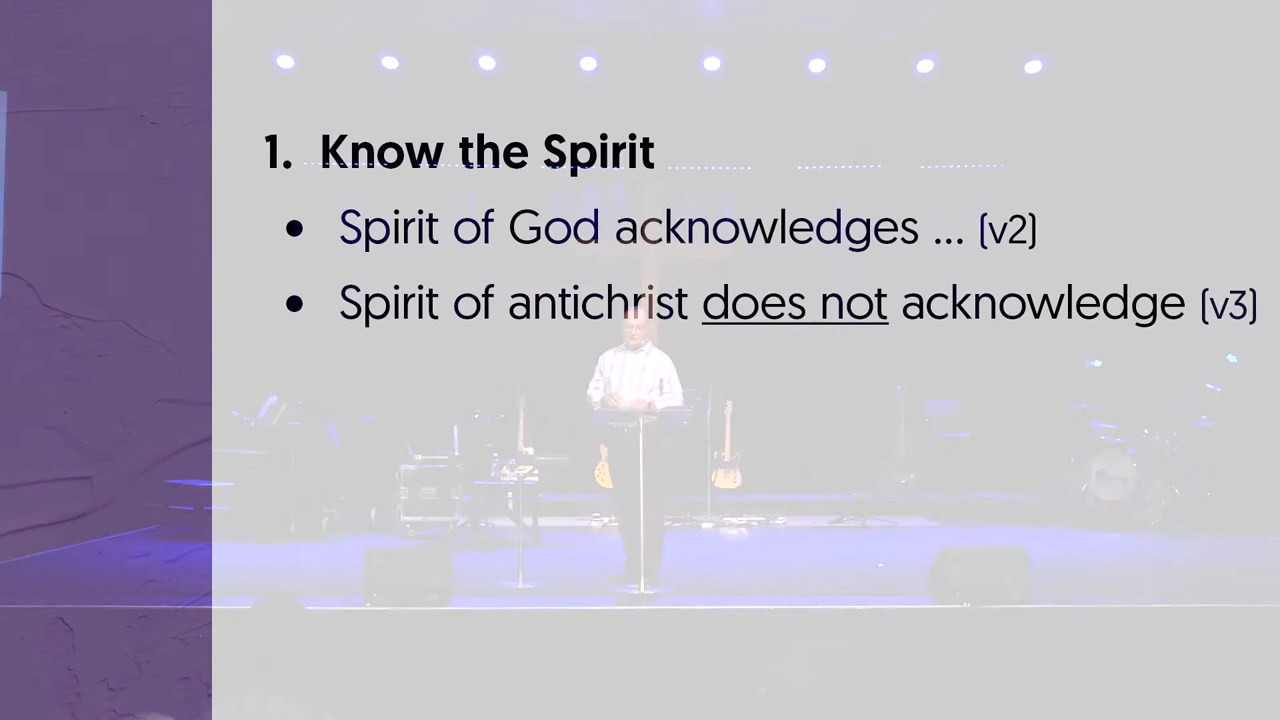 1. Know the Spirit
• Spirit of God acknowledges ... (v2)
• Spirit of antichrist does not acknowledge (v3)